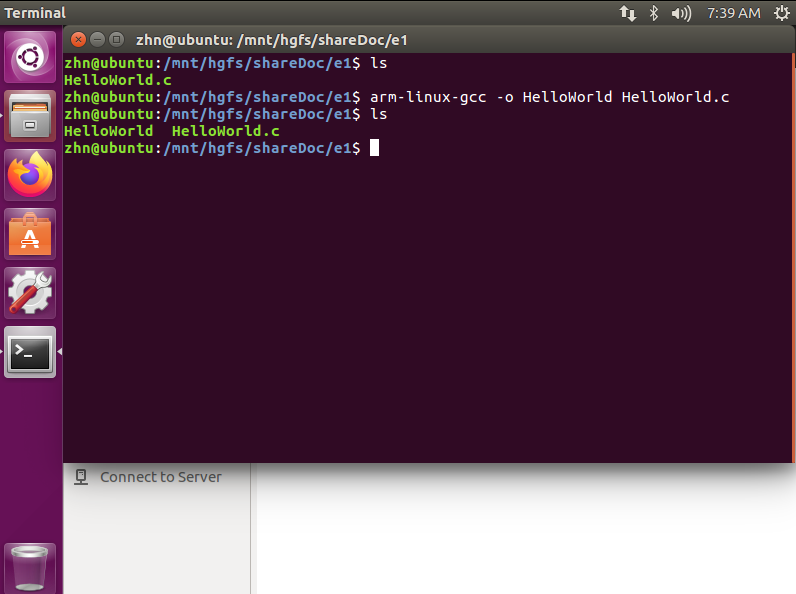 Terminal
7:39 AM
zhn@ubuntu: /mnt/hgfs/shareDoc/e1
zhn@ubuntu:/mnt/hgfs/shareDoc/e1$ ls
HelloWorld.c
zhn@ubuntu:/mnt/hgfs/shareDoc/e1$ arm-linux-gcc -o HelloWorld HelloWorld.c
zhn@ubuntu:/mnt/hgfs/shareDoc/e1$ ls
HelloWorld  HelloWorld.c
zhn@ubuntu:/mnt/hgfs/shareDoc/e1$
Connect to Server